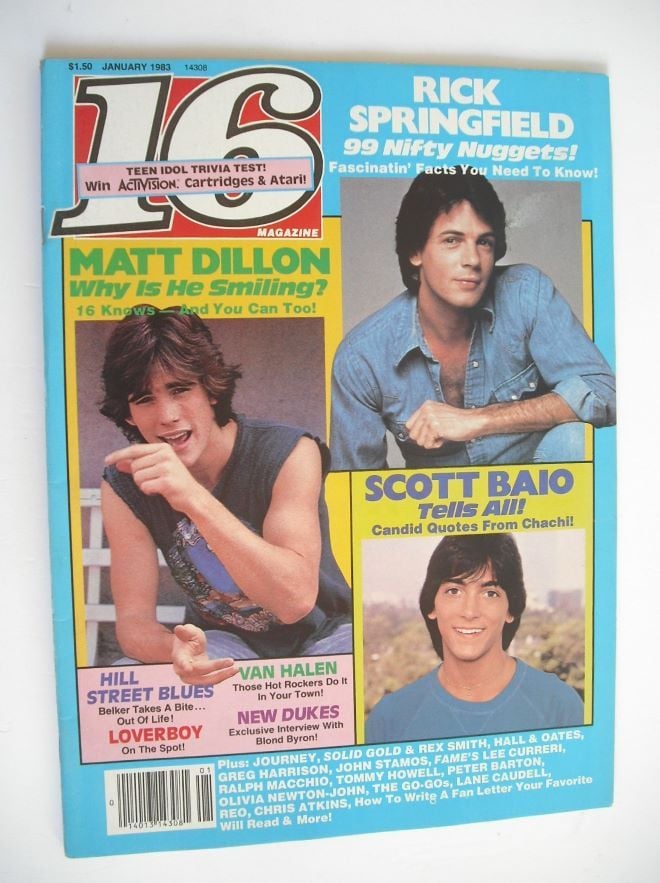 $1.50 JANUARY 1983 14308
16
MAGAZINE
TEEN IDOL TRIVIA TEST!
Win ACTIVISION. Cartridges & Atari!
RICK
SPRINGFIELD
99 Nifty Nuggets!
Fascinatin' Facts You Need To Know!
MATT DILLON
Why Is He Smiling?
16 Knows — And You Can Too!
SCOTT BAIO
Tells All!
Candid Quotes From Chachi!
HILL
STREET BLUES
Belker Takes A Bite...
Out Of Life!
LOVERBOY
On The Spot!
VAN HALEN
Those Hot Rockers Do It
In Your Town!
NEW DUKES
Exclusive Interview With
Blond Byron!
Plus: JOURNEY, SOLID GOLD & REX SMITH, HALL & OATES,
GREG HARRISON, JOHN STAMOS, FAME'S LEE CURRERI,
RALPH MACCHIO, TOMMY HOWELL, PETER BARTON,
OLIVIA NEWTON-JOHN, THE GO-GOs, LANE CAUDELL,
REO, CHRIS ATKINS, How To Write A Fan Letter Your Favorite
Will Read & More!
01
0
14013 14308